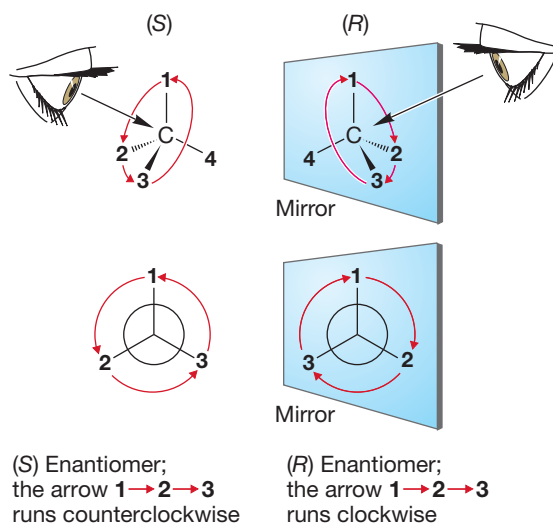 (S)
(R)
1
C
2
3
4
1
C
4
2
3
Mirror
1
2
3
1
3
2
Mirror
(S) Enantiomer;
the arrow 1→2→3
runs counterclockwise
(R) Enantiomer;
the arrow 1→2→3
runs clockwise